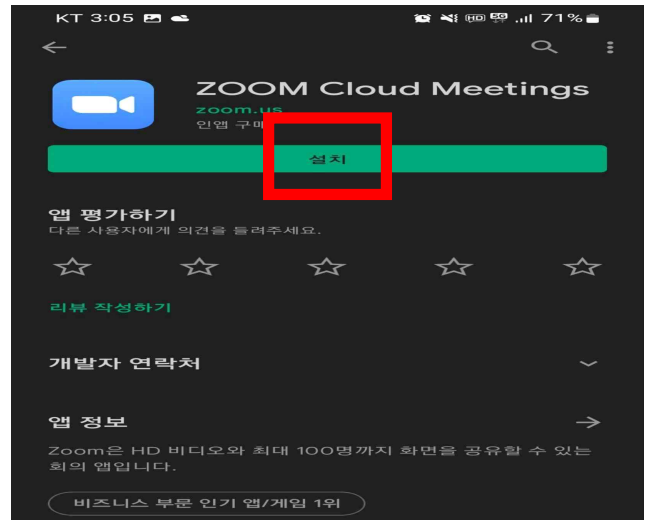 KT 3:05
HD 5G 71%
ZOOM Cloud Meetings
zoom.us
인앱 구매
설치
앱 평가하기
다른 사용자에게 의견을 들려주세요.
리뷰 작성하기
개발자 연락처
앱 정보
Zoom은 HD 비디오와 최대 100명까지 화면을 공유할 수 있는
회의 앱입니다.
비즈니스 부문 인기 앱/게임 1위